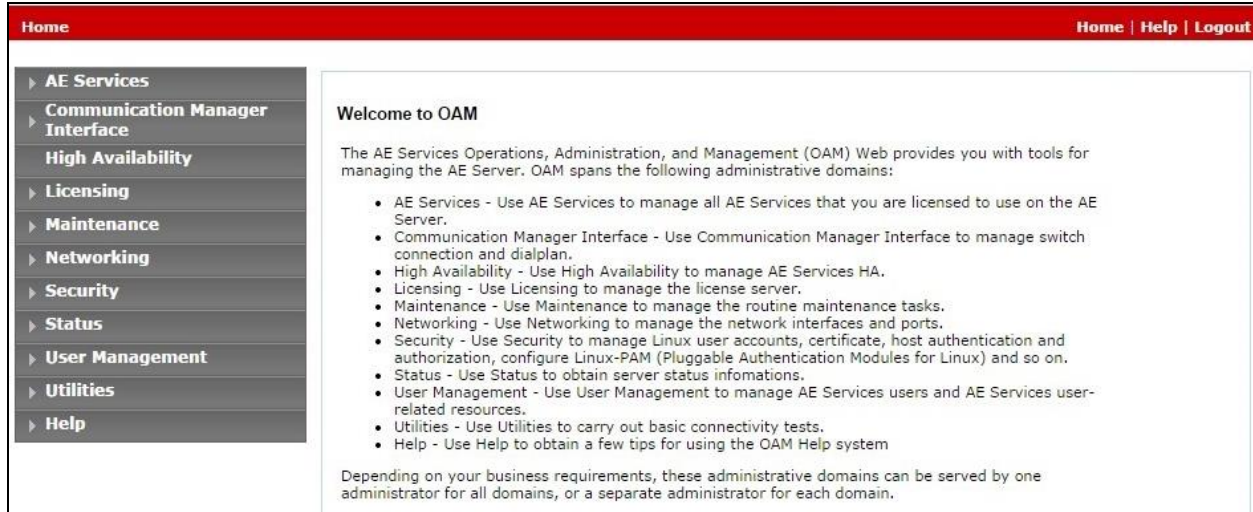 Home
Home | Help | Logout
AE Services
Communication Manager
Interface
High Availability
Licensing
Maintenance
Networking
Security
Status
User Management
Utilities
Help
Welcome to OAM
The AE Services Operations, Administration, and Management (OAM) Web provides you with tools for
managing the AE Server. OAM spans the following administrative domains:
• AE Services - Use AE Services to manage all AE Services that you are licensed to use on the AE
Server.
• Communication Manager Interface - Use Communication Manager Interface to manage switch
connection and dialplan.
• High Availability - Use High Availability to manage AE Services HA.
• Licensing - Use Licensing to manage the license server.
• Maintenance - Use Maintenance to manage the routine maintenance tasks.
• Networking - Use Networking to manage the network interfaces and ports.
• Security - Use Security to manage Linux user accounts, certificate, host authentication and
authorization, configure Linux-PAM (Pluggable Authentication Modules for Linux) and so on.
• Status - Use Status to obtain server status infomations.
• User Management - Use User Management to manage AE Services users and AE Services user-
related resources.
• Utilities - Use Utilities to carry out basic connectivity tests.
• Help - Use Help to obtain a few tips for using the OAM Help system
Depending on your business requirements, these administrative domains can be served by one
administrator for all domains, or a separate administrator for each domain.